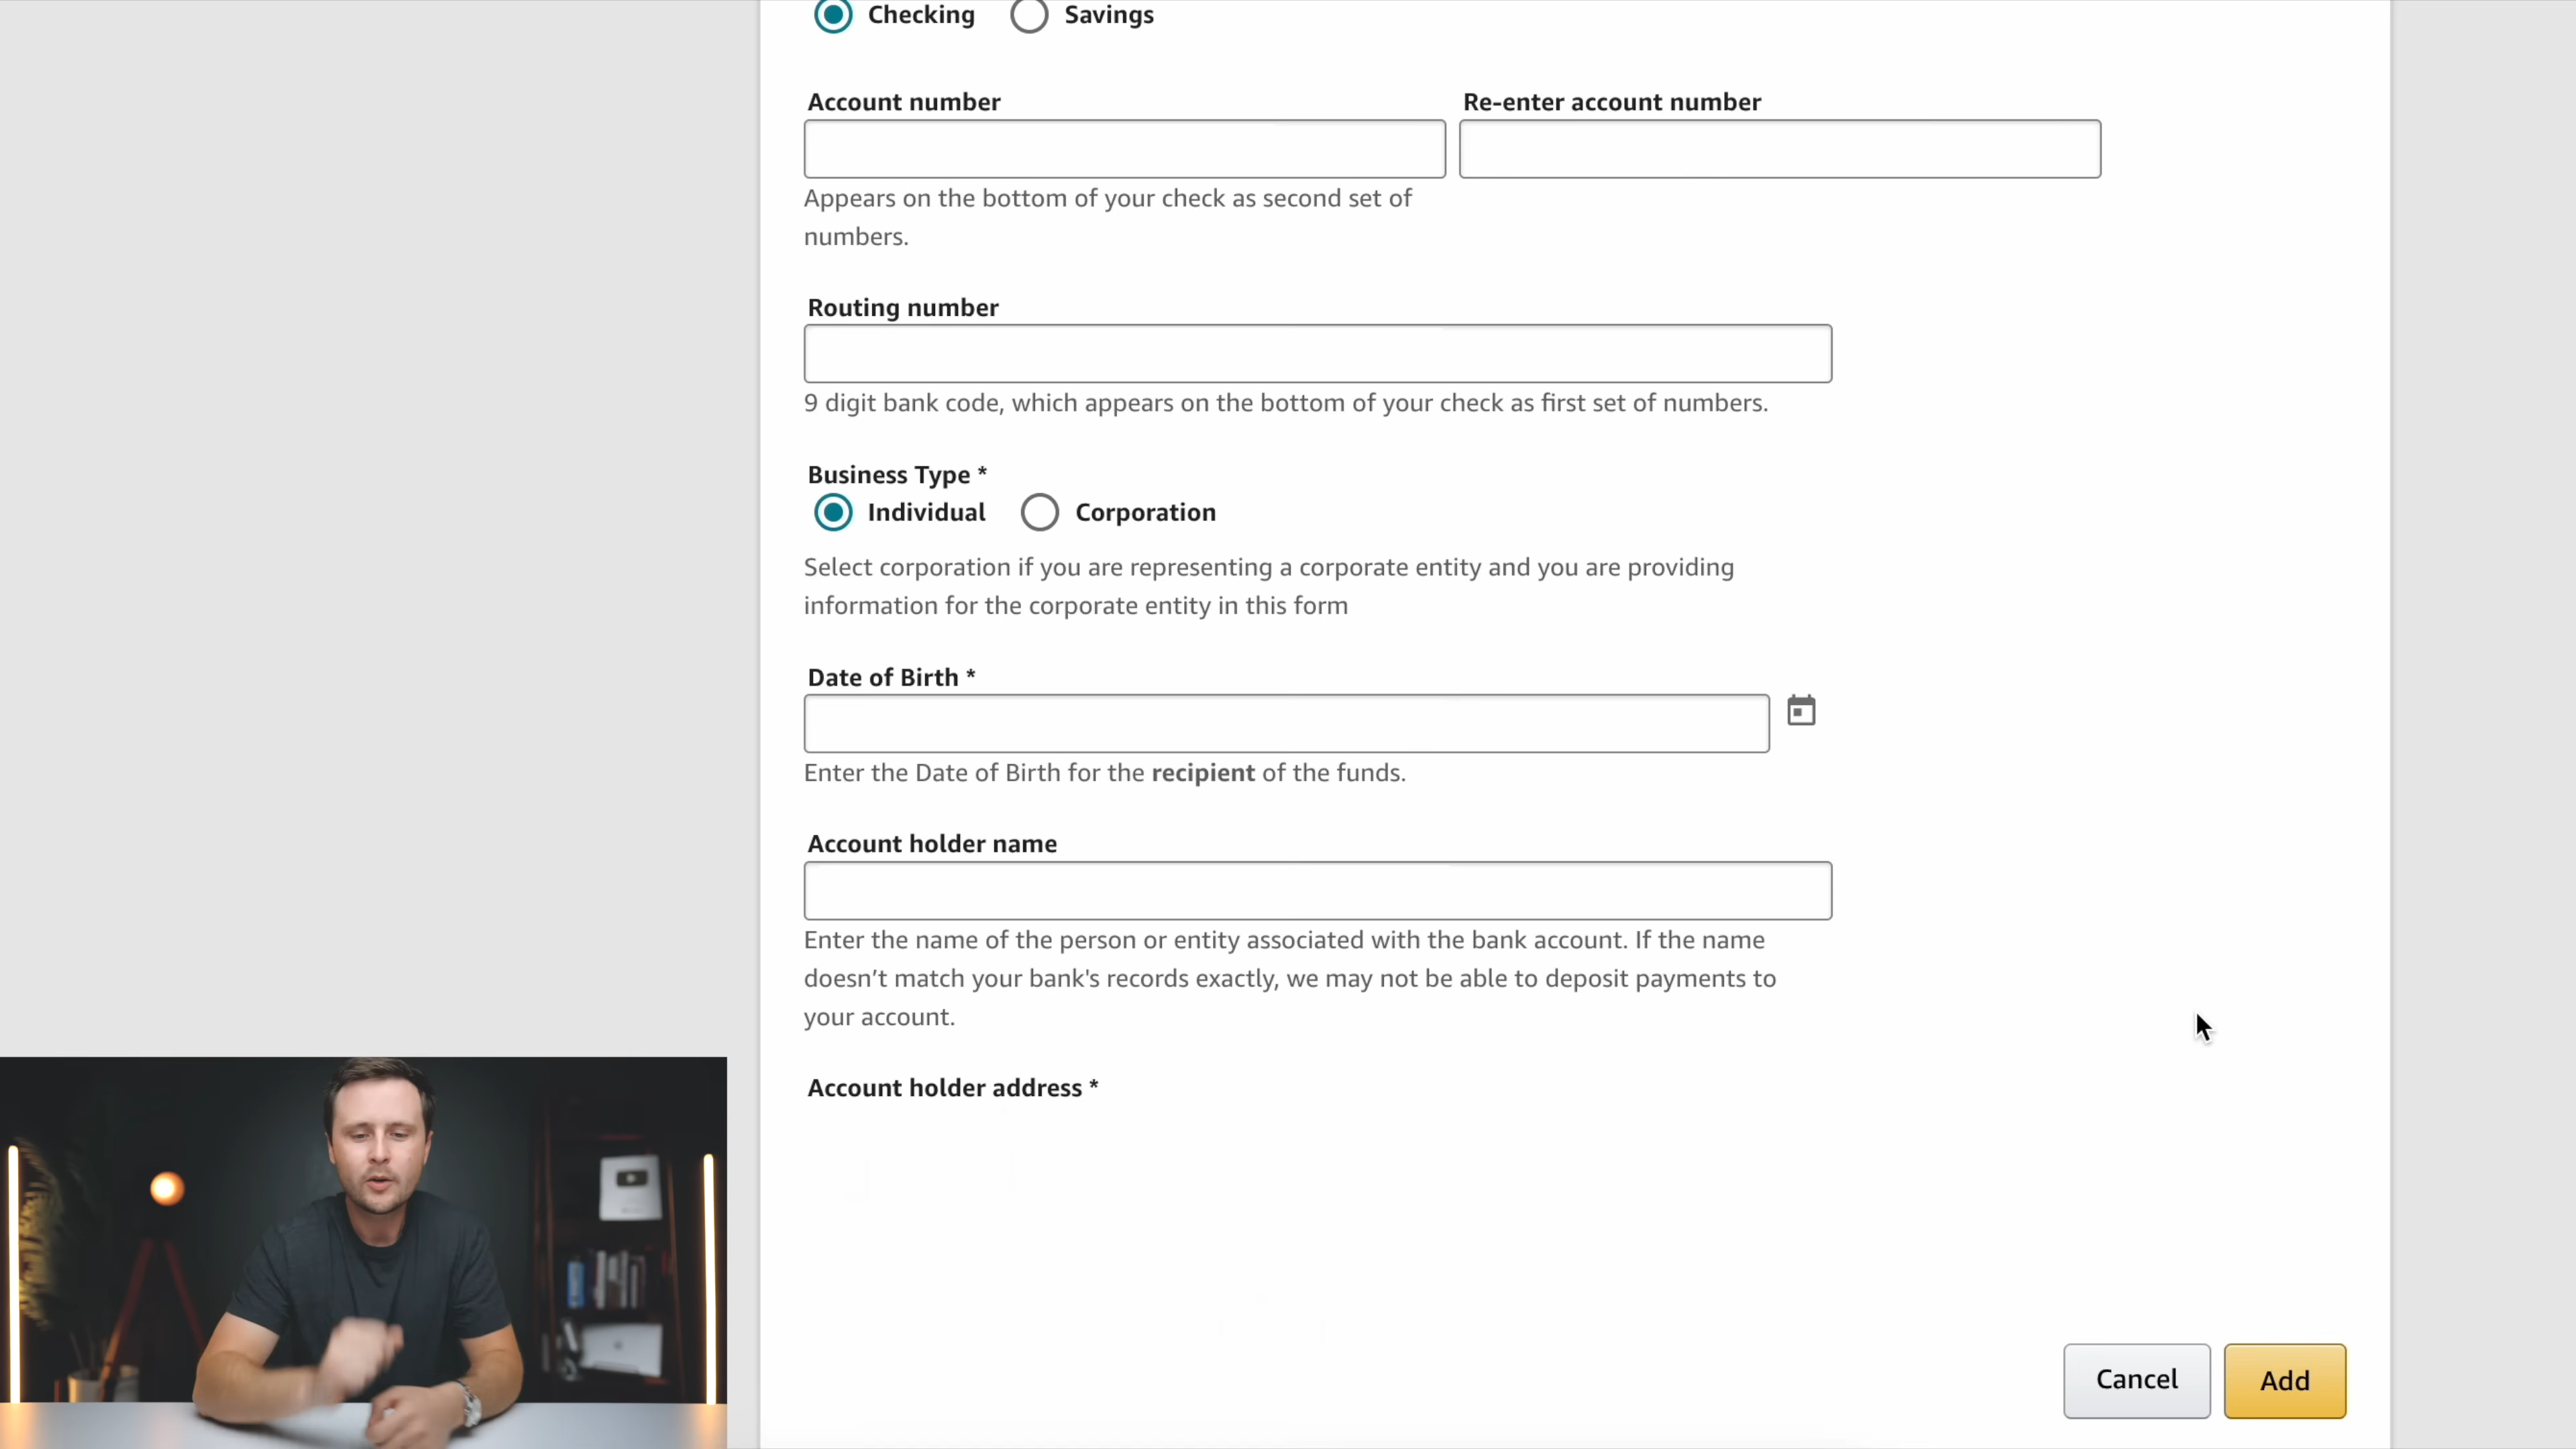 Checking Savings
Account number Re-enter account number
Appears on the bottom of your check as second set of
numbers.
Routing number
9 digit bank code, which appears on the bottom of your check as first set of numbers.
Business Type *
Individual Corporation
Select corporation if you are representing a corporate entity and you are providing
information for the corporate entity in this form
Date of Birth *
Enter the Date of Birth for the recipient of the funds.
Account holder name
Enter the name of the person or entity associated with the bank account. If the name
doesn't match your bank's records exactly, we may not be able to deposit payments to
your account.
Account holder address *
Cancel Add